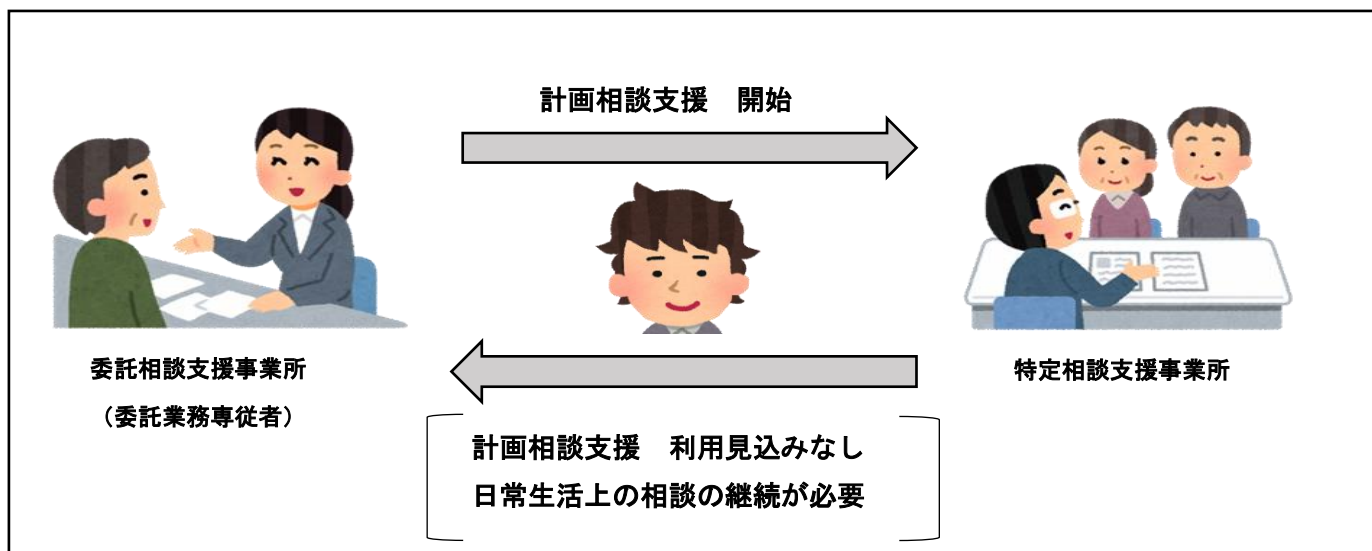 計画相談支援　開始
委託相談支援事業所
（委託業務専従者）
特定相談支援事業所
計画相談支援　利用見込みなし
日常生活上の相談の継続が必要